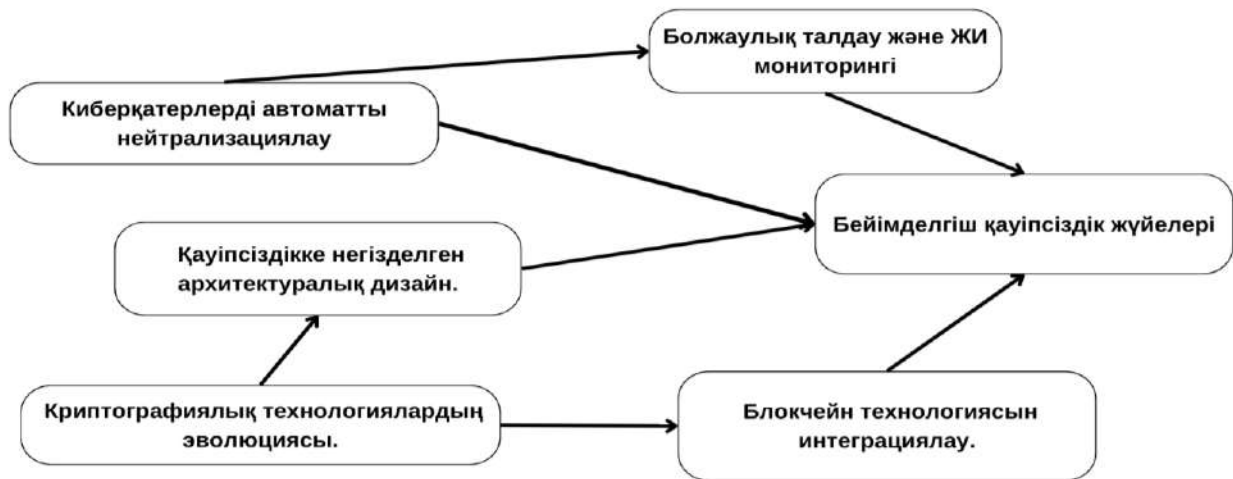 Болжаулық талдау және ЖИ
мониторингі
Киберқатерлерді автоматты
нейтрализациялау
Бейімделгіш қауіпсіздік жүйелері
Қауіпсіздікке негізделген
архитектуралық дизайн.
Криптографиялық технологиялардың
эволюциясы.
Блокчейн технологиясын
интеграциялау.